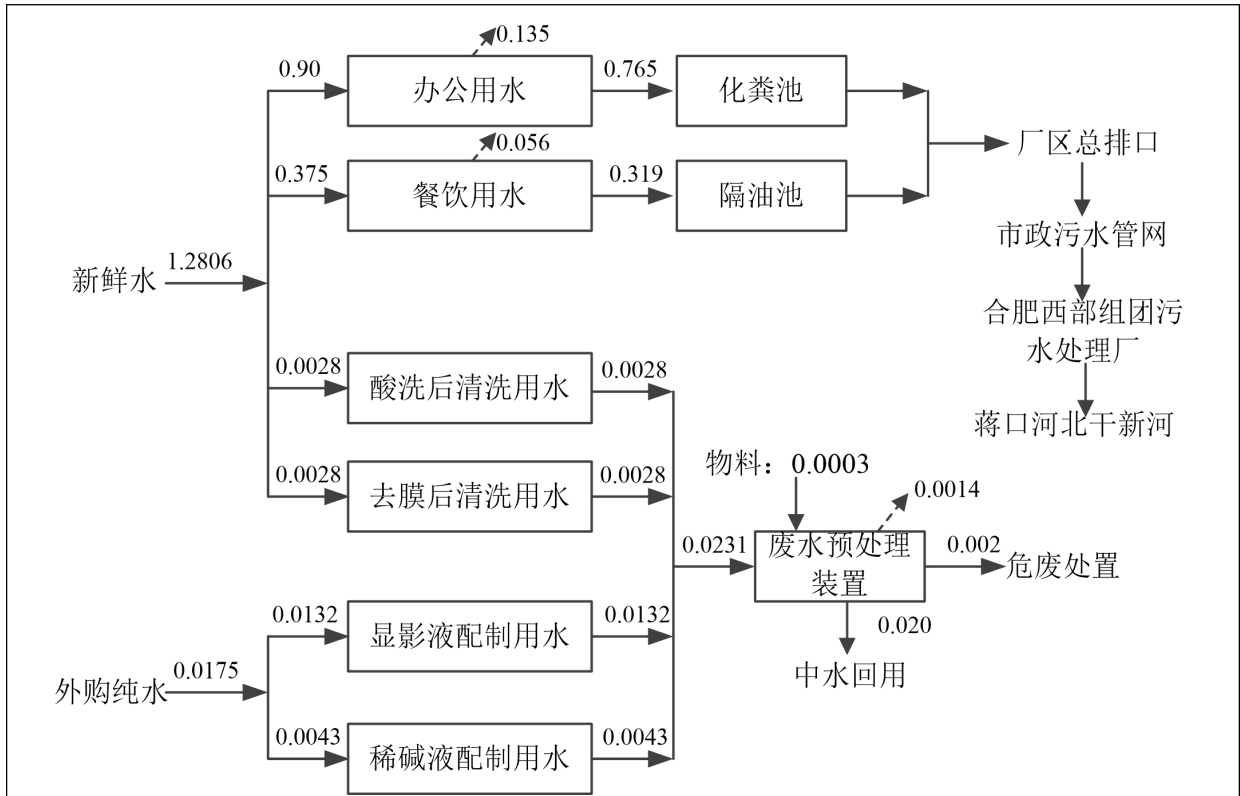 0.135
0.90
办公用水
0.765
化粪池
0.056
0.375
餐饮用水
0.319
隔油池
厂区总排口
市政污水管网
合肥西部组团污
水处理厂
蒋口河北干新河
新鲜水
1.2806
0.0028
酸洗后清洗用水
0.0028
0.0028
去膜后清洗用水
0.0028
物料：0.0003
0.0014
0.0231
废水预处理
装置
0.002
危废处置
0.020
中水回用
外购纯水
0.0175
0.0132
显影液配制用水
0.0132
0.0043
稀碱液配制用水
0.0043